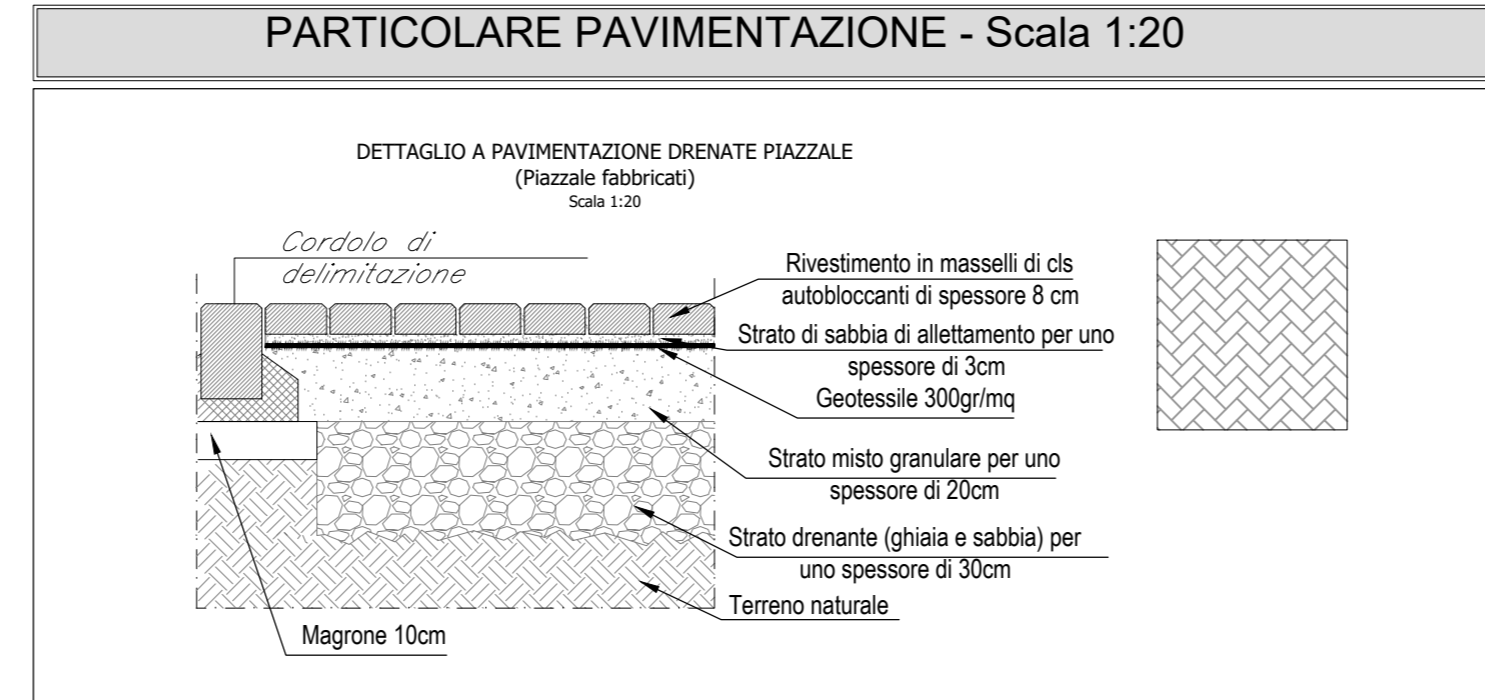 PARTICOLARE PAVIMENTAZIONE - Scala 1:20
DETTAGLIO A PAVIMENTAZIONE DRENATE PIAZZALE
(Piazzale fabbricati)
Scala 1:20
Cordolo di
delimitazione
Rivestimento in masselli di cls
autobloccanti di spessore 8 cm
Strato di sabbia di allettamento per uno
spessore di 3cm
Geotessile 300gr/mq
Strato misto granulare per uno
spessore di 20cm
Strato drenante (ghiaia e sabbia) per
uno spessore di 30cm
Terreno naturale
Magrone 10cm